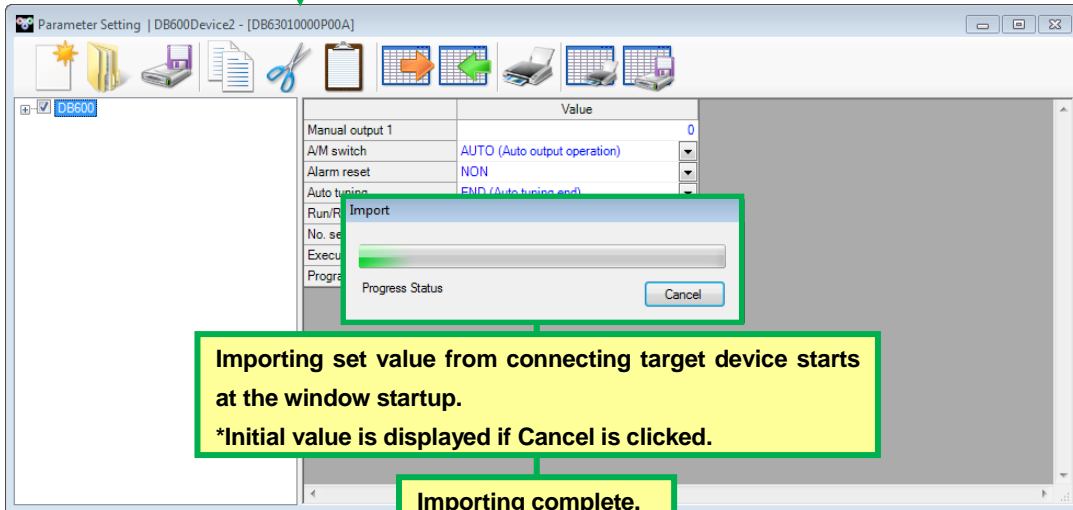 Parameter Setting | DB600Device2 - [DB63010000P00A]
DB600
Value
Manual output 1 0
A/M switch AUTO (Auto output operation)
Alarm reset NON
Auto tuning END (Auto tuning end)
Run/R
No. se
Execu
Progra
Import
Progress Status
Cancel
Importing set value from connecting target device starts
at the window startup.
*Initial value is displayed if Cancel is clicked.
Importing complete.